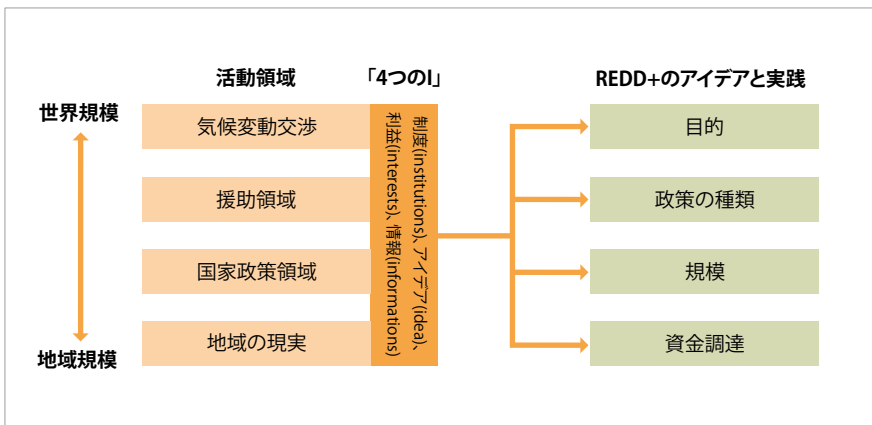 活動領域
「4つのI」
REDD+のアイデアと実践
世界規模
地域規模
気候変動交渉
援助領域
国家政策領域
地域の現実
制度(institutions)、アイデア(idea)、
利益(interests)、情報(informations)
目的
政策の種類
規模
資金調達